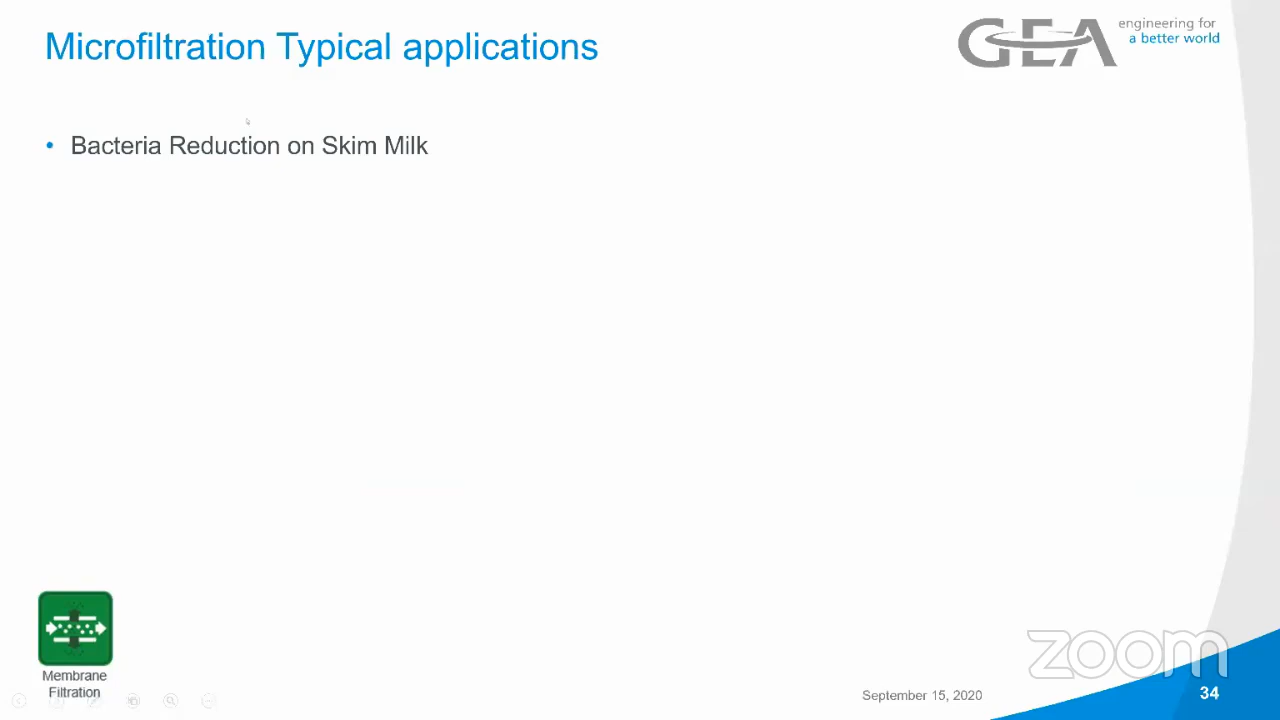 Microfiltration Typical applications
GEA
engineering for
a better world
• Bacteria Reduction on Skim Milk
Membrane
Filtration
zoom
September 15, 2020
34